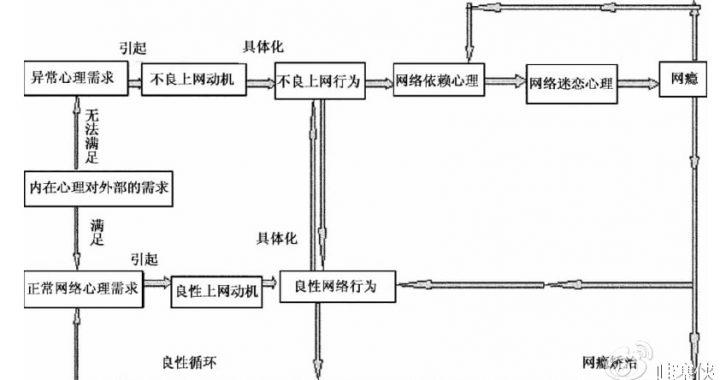 引起
具体化
异常心理需求
不良上网动机
不良上网行为
网络依赖心理
网络迷恋心理
网瘾
无法满足
内在心理对外部的需求
满足
引起
具体化
正常网络心理需求
良性上网动机
良性网络行为
良性循环
网瘾矫治